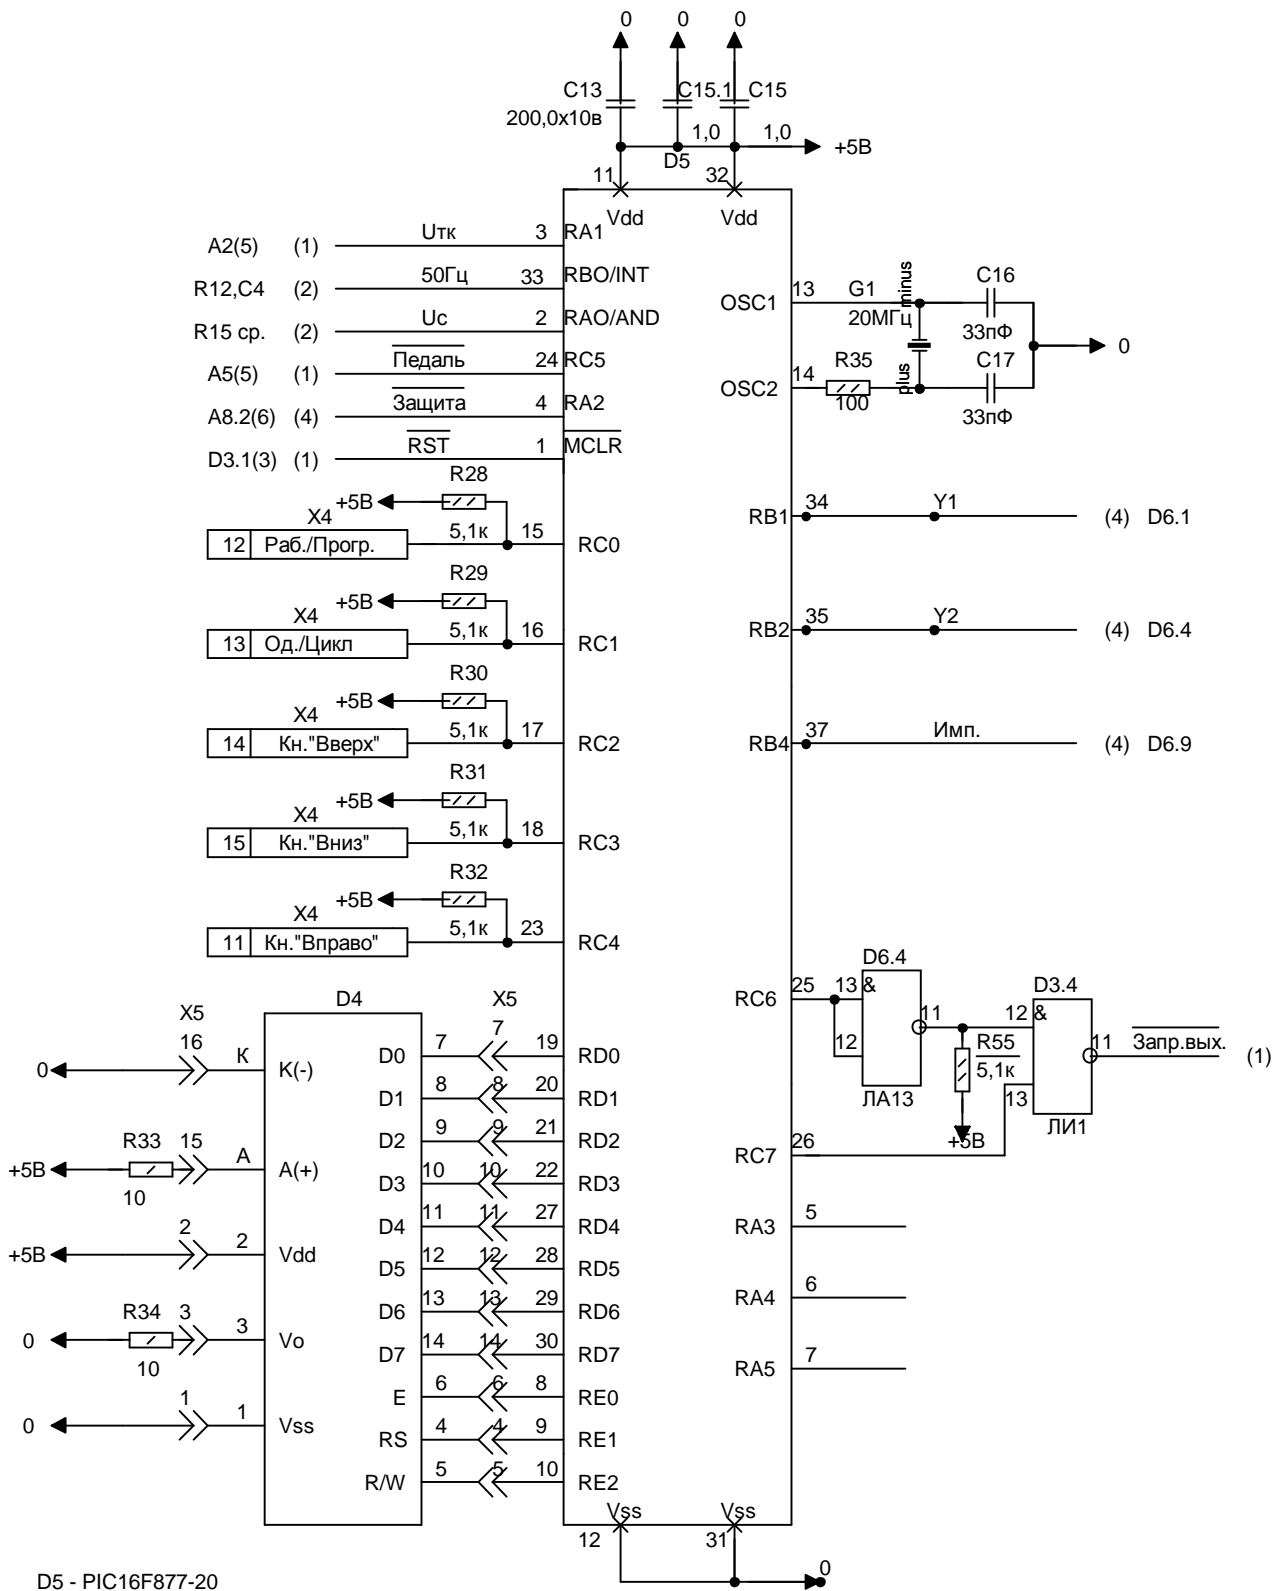 0 0 0
C13 C15.1 C15
200,0x10в
1,0 1,0 +5В
D5
11 32
Vdd Vdd
A2(5) (1) Uтк 3 RA1
R12,C4 (2) 50Гц 33 RBO/INT
R15 ср. (2) Uc 2 RAO/AND
A5(5) (1) Педаль 24 RC5
A8.2(6) (4) Защита 4 RA2
D3.1(3) (1) RST 1 MCLR
OSC1 13 G1 minus C16
20МГц 33пФ
0
R35 C17
OSC2 14 plus
100 33пФ
R28
+5В
X4 5,1к 15 RC0
12 Раб./Прогр.
RB1 34 Y1 (4) D6.1
R29
+5В
X4 5,1к 16 RC1
13 Од./Цикл
RB2 35 Y2 (4) D6.4
R30
+5В
X4 5,1к 17 RC2
14 Кн."Вверх"
RB4 37 Имп. (4) D6.9
R31
+5В
X4 5,1к 18 RC3
15 Кн."Вниз"
R32
+5В
X4 5,1к 23 RC4
11 Кн."Вправо"
D6.4
RC6 25 13 & 11
12
ЛА13
D3.4
12 & 11 Запр.вых. (1)
R55
5,1к
13
ЛИ1
+5В
RC7 26
RA3 5
RA4 6
RA5 7
X5 D4 X5
0 16 К K(-)
+5В R33 15 А A(+)
10
+5В 2 2 Vdd
0 R34 3 3 Vo
10
0 1 1 Vss
D0 7 7 19 RD0
D1 8 8 20 RD1
D2 9 9 21 RD2
D3 10 10 22 RD3
D4 11 11 27 RD4
D5 12 12 28 RD5
D6 13 13 29 RD6
D7 14 14 30 RD7
E 6 6 8 RE0
RS 4 4 9 RE1
R/W 5 5 10 RE2
Vss Vss
12 31
0
D5 - PIC16F877-20